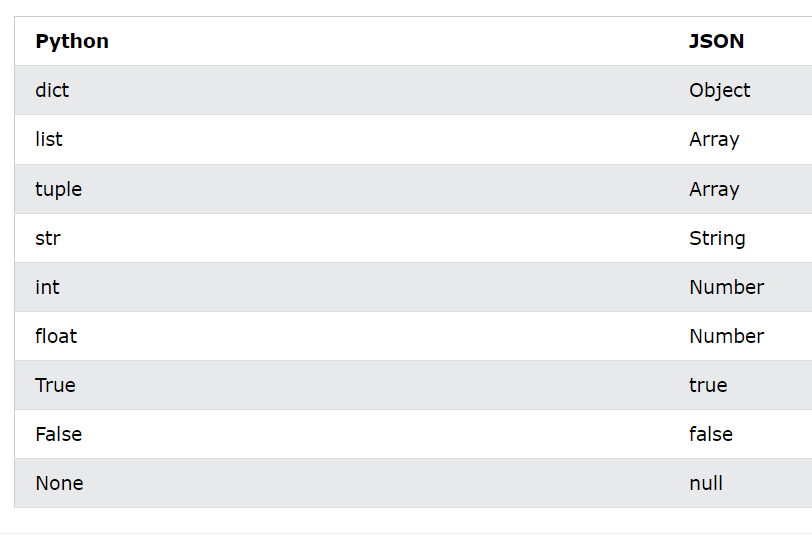 Python JSON
dict Object
list Array
tuple Array
str String
int Number
float Number
True true
False false
None null